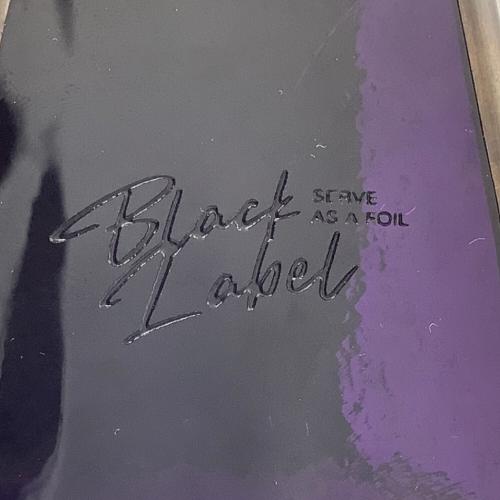 Black
SERVE
AS A FOIL
Label